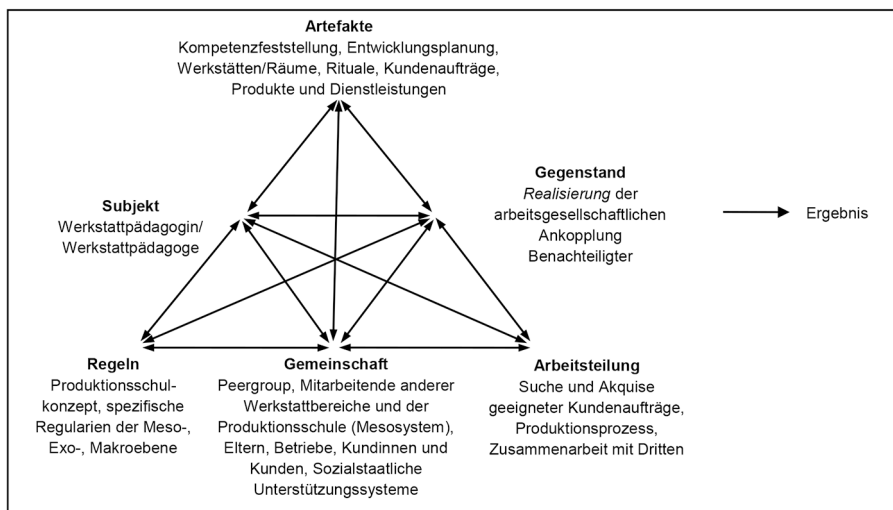 Artefakte
Kompetenzfeststellung, Entwicklungsplanung,
Werkstätten/Räume, Rituale, Kundenaufträge,
Produkte und Dienstleistungen
Subjekt
Werkstattpädagogin/
Werkstattpädagoge
Gegenstand
Realisierung der
arbeitsgesellschaftlichen
Ankopplung
Benachteiligter
Ergebnis
Regeln
Produktionsschul-
konzept, spezifische
Regularien der Meso-,
Exo-, Makroebene
Gemeinschaft
Peergroup, Mitarbeitende anderer
Werkstattbereiche und der
Produktionsschule (Mesosystem),
Eltern, Betriebe, Kundinnen und
Kunden, Sozialstaatliche
Unterstützungssysteme
Arbeitsteilung
Suche und Akquise
geeigneter Kundenaufträge,
Produktionsprozess,
Zusammenarbeit mit Dritten